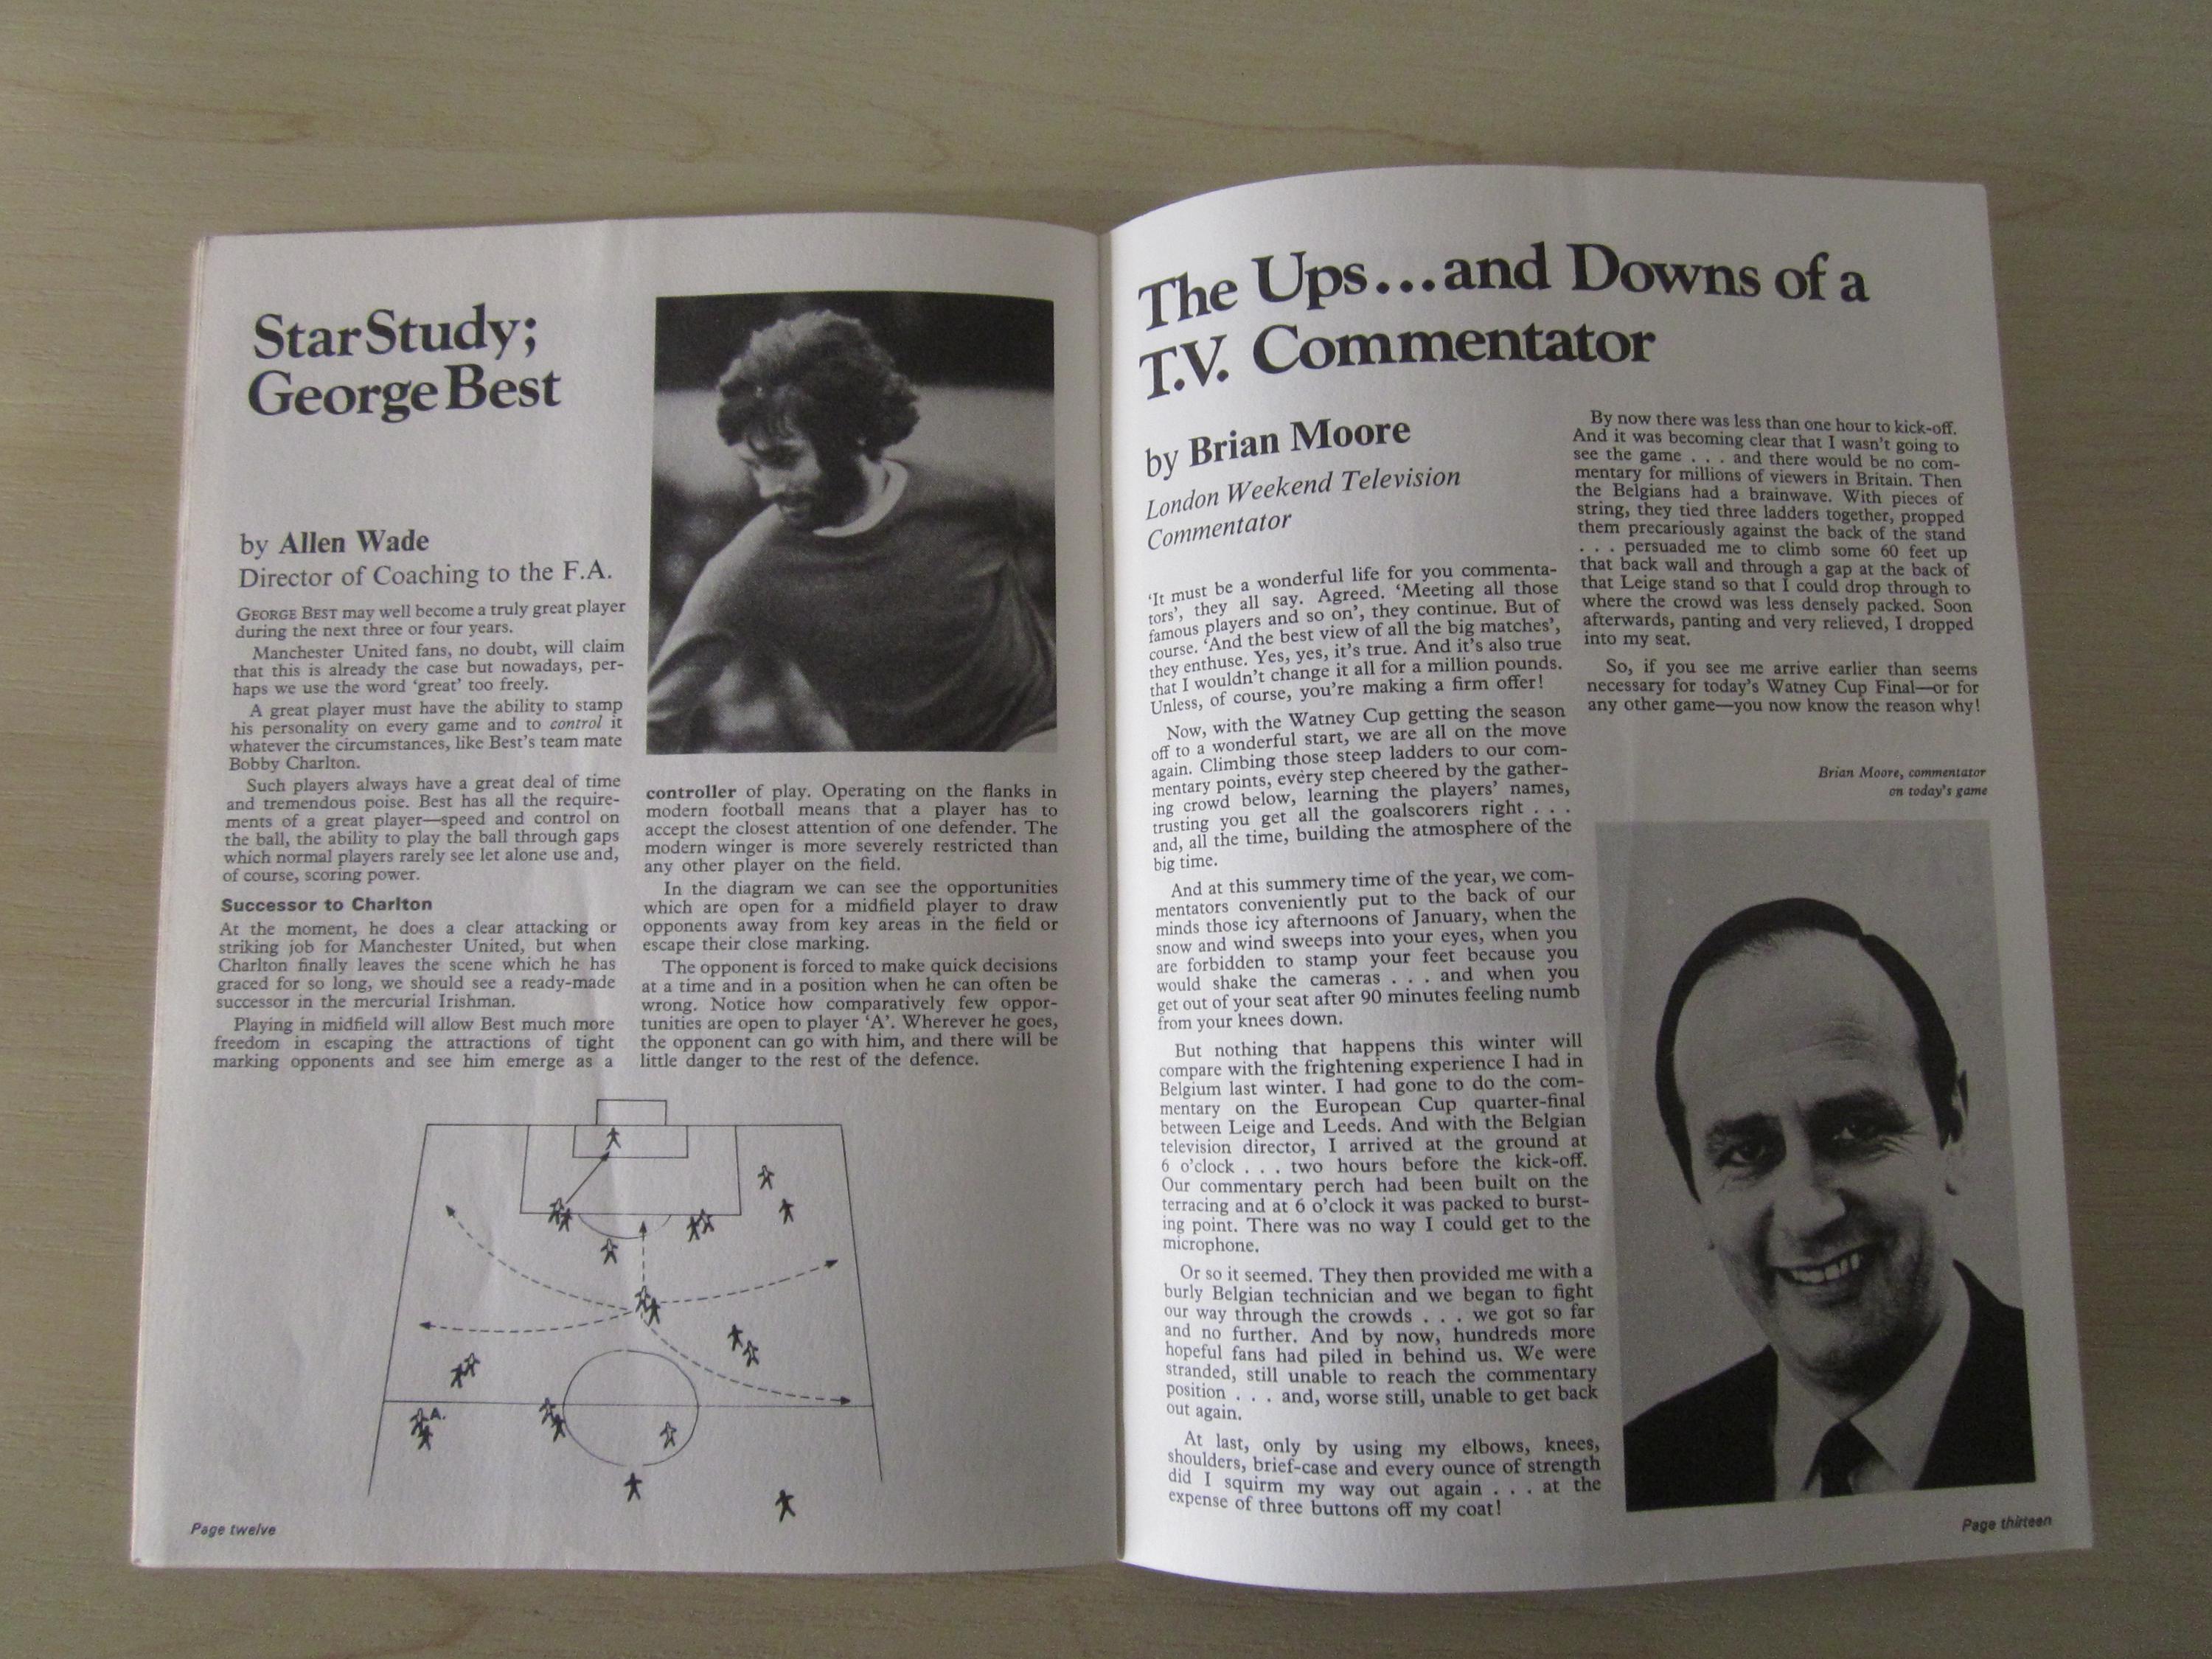 Star Study;
George Best
by Allen Wade
Director of Coaching to the F.A.
GEORGE BEST may well become a truly great player
during the next three or four years.
Manchester United fans, no doubt, will claim
that this is already the case but nowadays, per-
haps we use the word 'great' too freely.
A great player must have the ability to stamp
his personality on every game and to control it
whatever the circumstances, like Best's team mate
Bobby Charlton.
Such players always have a great deal of time
and tremendous poise. Best has all the require-
ments of a great player—speed and control on
the ball, the ability to play the ball through gaps
which normal players rarely see let alone use and,
of course, scoring power.
Successor to Charlton
At the moment, he does a clear attacking or
striking job for Manchester United, but when
Charlton finally leaves the scene which he has
graced for so long, we should see a ready-made
successor in the mercurial Irishman.
Playing in midfield will allow Best much more
freedom in escaping the attractions of tight
marking opponents and see him emerge as a
controller of play. Operating on the flanks in
modern football means that a player has to
accept the closest attention of one defender. The
modern winger is more severely restricted than
any other player on the field.
In the diagram we can see the opportunities
which are open for a midfield player to draw
opponents away from key areas in the field or
escape their close marking.
The opponent is forced to make quick decisions
at a time and in a position when he can often be
wrong. Notice how comparatively few oppor-
tunities are open to player 'A'. Wherever he goes,
the opponent can go with him, and there will be
little danger to the rest of the defence.
A.
Page twelve
The Ups...and Downs of a
T.V. Commentator
by Brian Moore
London Weekend Television
Commentator
'It must be a wonderful life for you commenta-
tors', they all say. Agreed. 'Meeting all those
famous players and so on', they continue. But of
course. 'And the best view of all the big matches',
they enthuse. Yes, yes, it's true. And it's also true
that I wouldn't change it all for a million pounds.
Unless, of course, you're making a firm offer!
Now, with the Watney Cup getting the season
off to a wonderful start, we are all on the move
again. Climbing those steep ladders to our com-
mentary points, every step cheered by the gather-
ing crowd below, learning the players' names,
trusting you get all the goalscorers right . . .
and, all the time, building the atmosphere of the
big time.
And at this summery time of the year, we com-
mentators conveniently put to the back of our
minds those icy afternoons of January, when the
snow and wind sweeps into your eyes, when you
are forbidden to stamp your feet because you
would shake the cameras . . . and when you
get out of your seat after 90 minutes feeling numb
from your knees down.
But nothing that happens this winter will
compare with the frightening experience I had in
Belgium last winter. I had gone to do the com-
mentary on the European Cup quarter-final
between Leige and Leeds. And with the Belgian
television director, I arrived at the ground at
6 o'clock . . . two hours before the kick-off.
Our commentary perch had been built on the
terracing and at 6 o'clock it was packed to burst-
ing point. There was no way I could get to the
microphone.
Or so it seemed. They then provided me with a
burly Belgian technician and we began to fight
our way through the crowds . . . we got so far
and no further. And by now, hundreds more
hopeful fans had piled in behind us. We were
stranded, still unable to reach the commentary
position . . . and, worse still, unable to get back
out again.
At last, only by using my elbows, knees,
shoulders, brief-case and every ounce of strength
did I squirm my way out again . . . at the
expense of three buttons off my coat!
By now there was less than one hour to kick-off.
And it was becoming clear that I wasn't going to
see the game . . . and there would be no com-
mentary for millions of viewers in Britain. Then
the Belgians had a brainwave. With pieces of
string, they tied three ladders together, propped
them precariously against the back of the stand
. . . persuaded me to climb some 60 feet up
that back wall and through a gap at the back of
that Leige stand so that I could drop through to
where the crowd was less densely packed. Soon
afterwards, panting and very relieved, I dropped
into my seat.
So, if you see me arrive earlier than seems
necessary for today's Watney Cup Final—or for
any other game—you now know the reason why!
Brian Moore, commentator
on today's game
Page thirteen